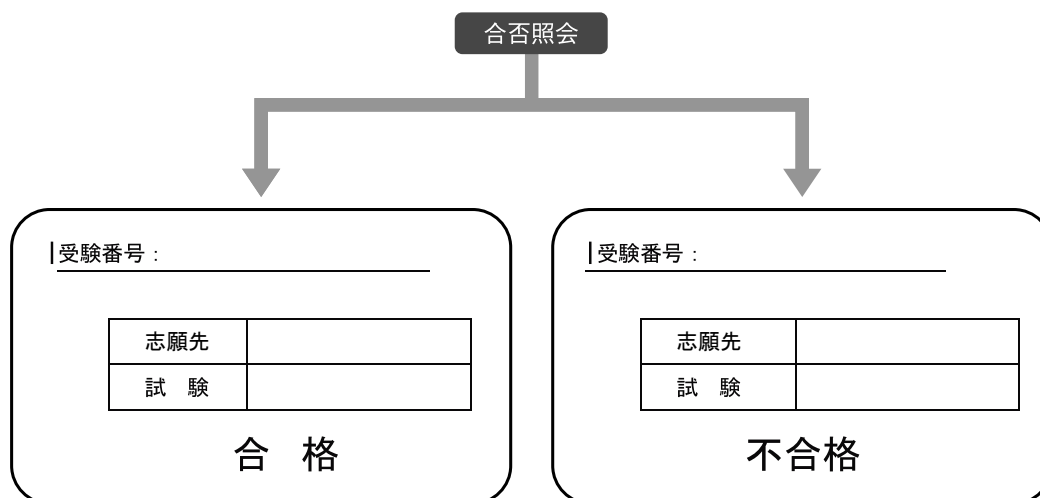 合否照会
受験番号：
志願先
試　験
合　格
受験番号：
志願先
試　験
不合格